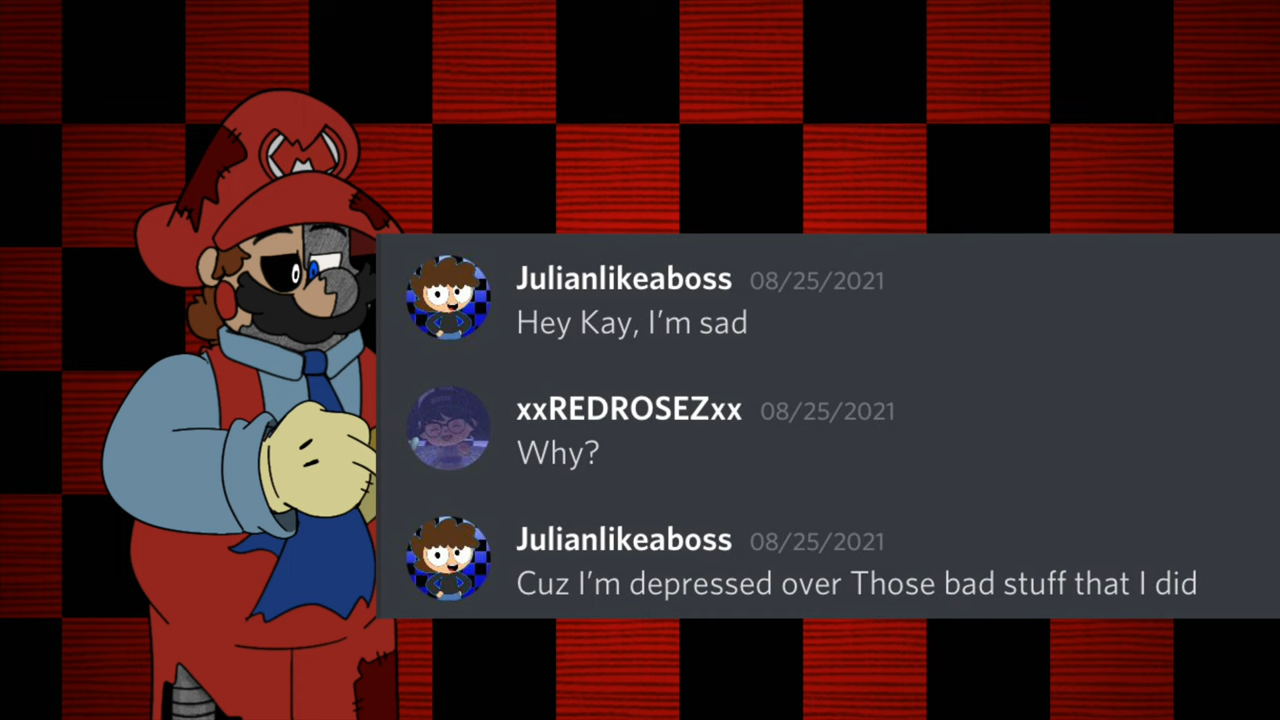 Julianlikeaboss 08/25/2021
Hey Kay, I'm sad
xxREDROSEZxx 08/25/2021
Why?
Julianlikeaboss 08/25/2021
Cuz I'm depressed over Those bad stuff that I did